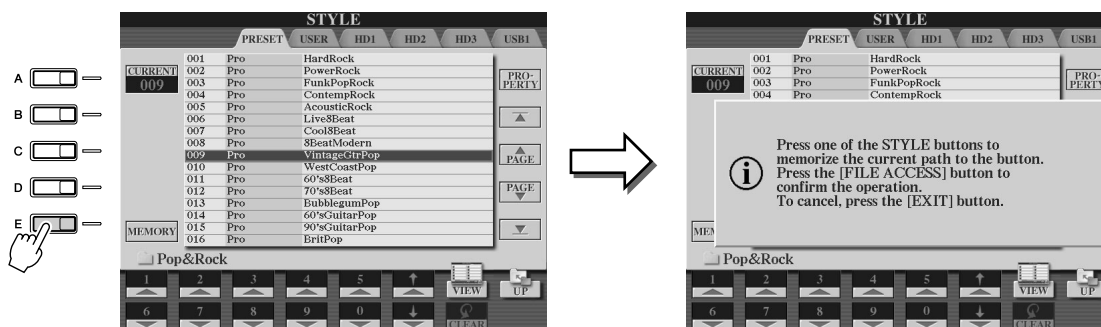 STYLE
PRESET USER HD1 HD2 HD3 USB1
CURRENT
009
A
B
C
D
E
001 Pro HardRock
002 Pro PowerRock
003 Pro FunkPopRock
004 Pro ContempRock
005 Pro AcousticRock
006 Pro Live8Beat
007 Pro Cool8Beat
008 Pro 8BeatModern
009 Pro VintageGtrPop
010 Pro WestCoastPop
011 Pro 60's8Beat
012 Pro 70's8Beat
013 Pro BubblegumPop
014 Pro 60'sGuitarPop
015 Pro 90'sGuitarPop
016 Pro BritPop
PRO-
PERTY
PAGE
PAGE
MEMORY
Pop&Rock
1 2 3 4 5
VIEW UP
6 7 8 9 0
CLEAR
STYLE
PRESET USER HD1 HD2 HD3 USB1
CURRENT
009
001 Pro HardRock
002 Pro PowerRock
003 Pro FunkPopRock
004 Pro ContempRock
PRO-
PERTY
Press one of the STYLE buttons to
memorize the current path to the button.
Press the [FILE ACCESS] button to
confirm the operation.
To cancel, press the [EXIT] button.
MEM
Pop&Rock
1 2 3 4 5
VIEW UP
6 7 8 9 0
CLEAR